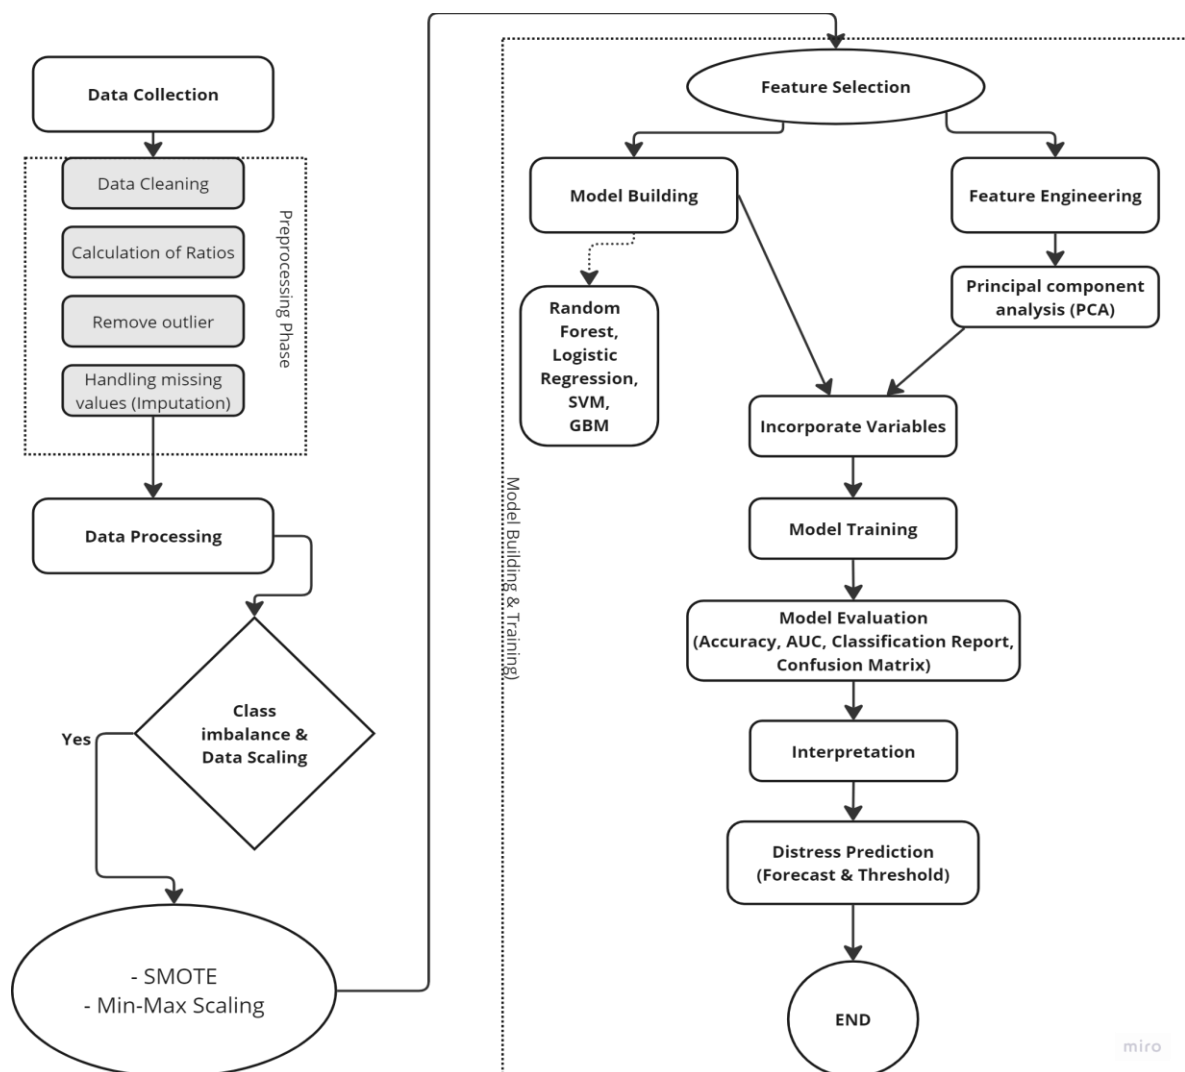 Data Collection
Data Cleaning
Calculation of Ratios
Remove outlier
Handling missing
values (Imputation)
Preprocessing Phase
Data Processing
Class
imbalance &
Data Scaling
Yes
- SMOTE
- Min-Max Scaling
Feature Selection
Model Building
Feature Engineering
Random
Forest,
Logistic
Regression,
SVM,
GBM
Principal component
analysis (PCA)
Incorporate Variables
Model Training
Model Evaluation
(Accuracy, AUC, Classification Report,
Confusion Matrix)
Interpretation
Distress Prediction
(Forecast & Threshold)
END
Model Building & Training)
miro